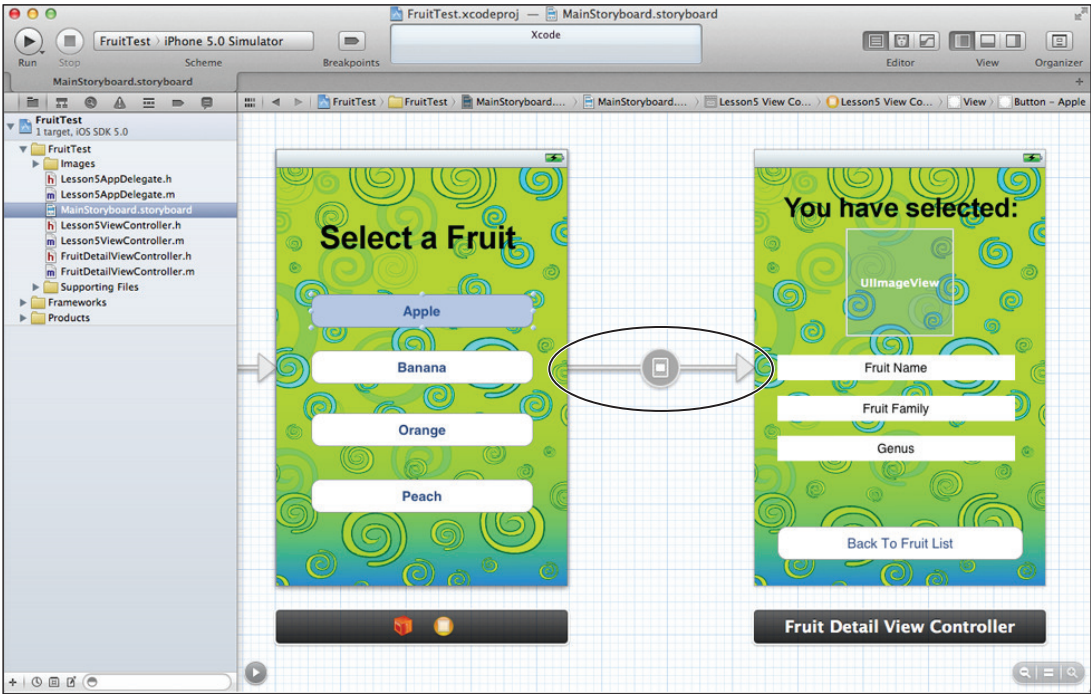 FruitTest.xcodeproj — MainStoryboard.storyboard
Run
Stop
FruitTest › iPhone 5.0 Simulator
Scheme
Breakpoints
Xcode
Editor
View
Organizer
MainStoryboard.storyboard
FruitTest
1 target, iOS SDK 5.0
FruitTest
Images
h Lesson5AppDelegate.h
m Lesson5AppDelegate.m
MainStoryboard.storyboard
h Lesson5ViewController.h
m Lesson5ViewController.m
h FruitDetailViewController.h
m FruitDetailViewController.m
Supporting Files
Frameworks
Products
FruitTest › FruitTest › MainStoryboard.... › MainStoryboard.... › Lesson5 View Co... › Lesson5 View Co... › View › Button - Apple
Select a Fruit
Apple
Banana
Orange
Peach
You have selected:
UIImageView
Fruit Name
Fruit Family
Genus
Back To Fruit List
Fruit Detail View Controller